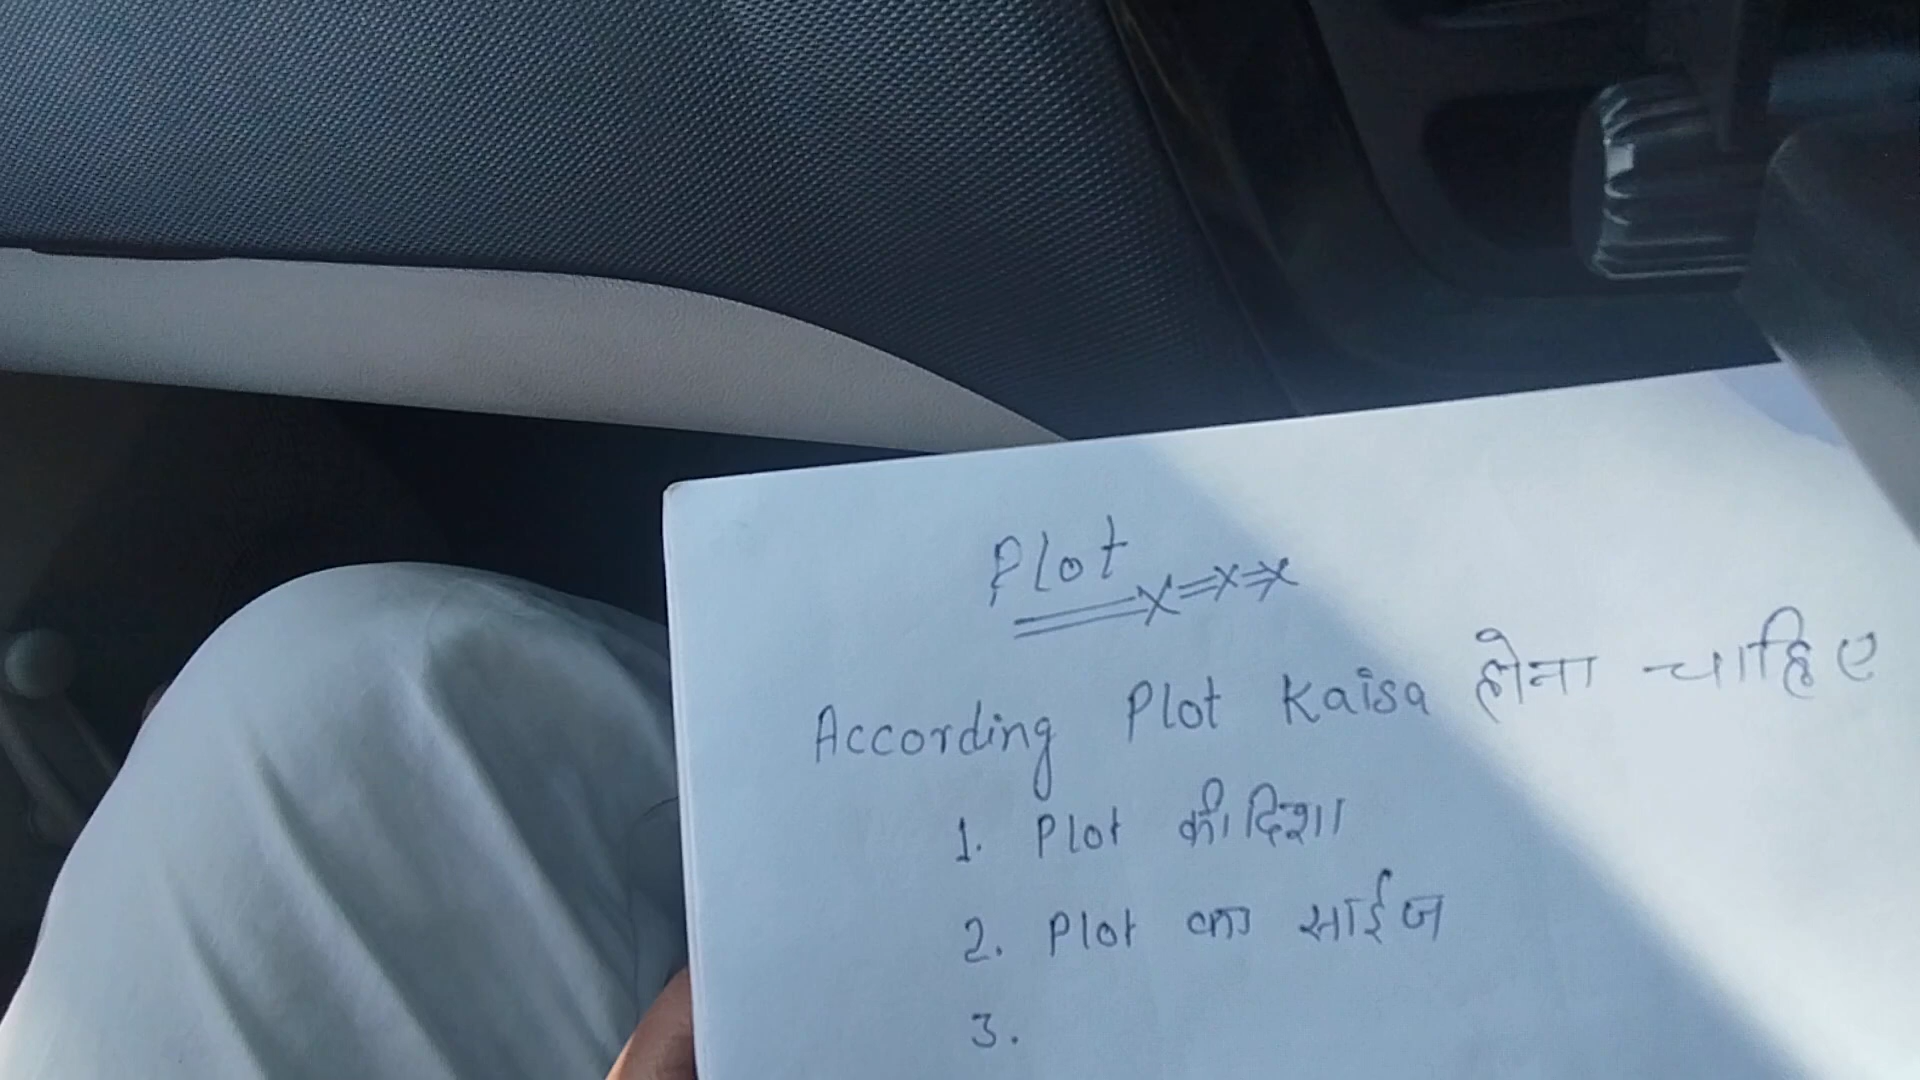 Plot
According Plot Kaisa होना चाहिए
1. Plot की दिशा
2. Plot का साईज
3.